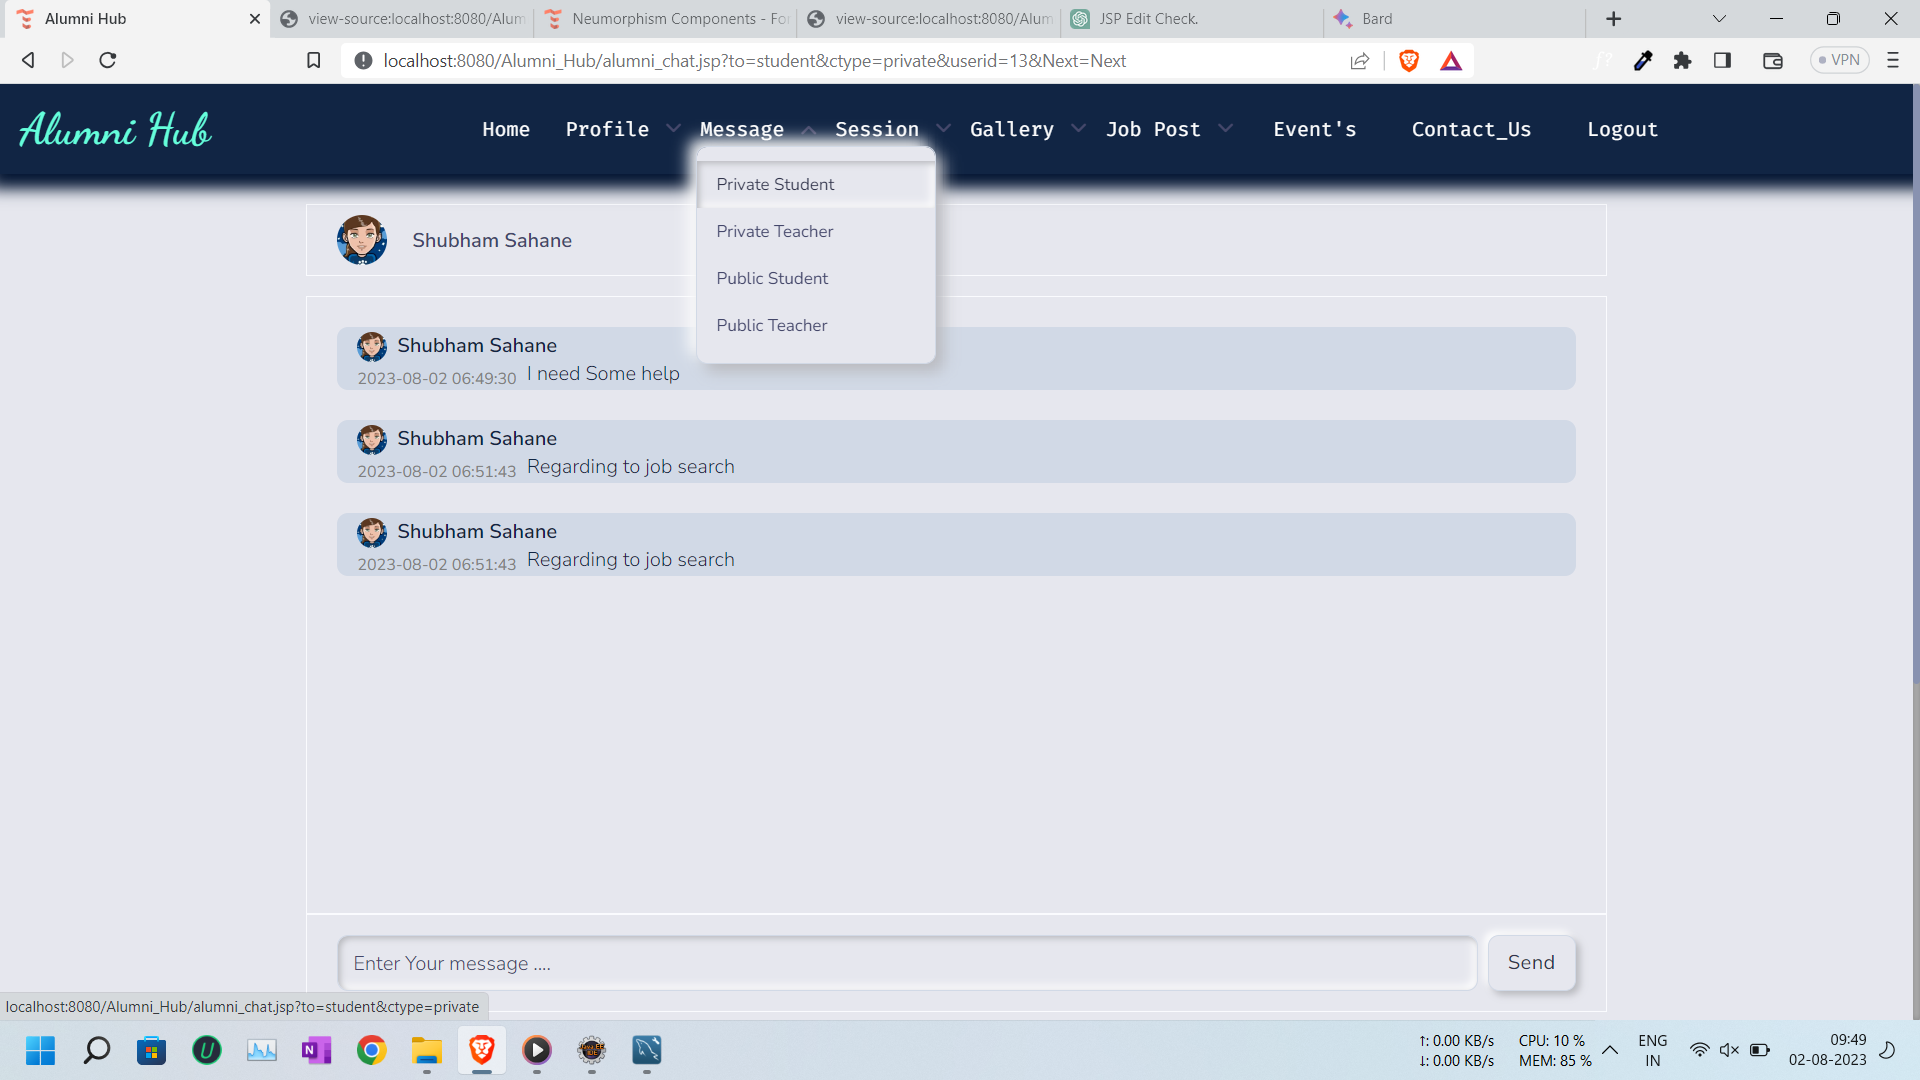 Alumni Hub
view-source:localhost:8080/Alum
Neumorphism Components - For
view-source:localhost:8080/Alum
JSP Edit Check.
Bard
localhost:8080/Alumni_Hub/alumni_chat.jsp?to=student&ctype=private&userid=13&Next=Next
VPN
Alumni Hub
Home
Profile
Message
Session
Gallery
Job Post
Event's
Contact_Us
Logout
Private Student
Private Teacher
Public Student
Public Teacher
Shubham Sahane
Shubham Sahane
2023-08-02 06:49:30 I need Some help
Shubham Sahane
2023-08-02 06:51:43 Regarding to job search
Shubham Sahane
2023-08-02 06:51:43 Regarding to job search
Enter Your message ....
Send
localhost:8080/Alumni_Hub/alumni_chat.jsp?to=student&ctype=private
↑: 0.00 KB/s
↓: 0.00 KB/s
CPU: 10 %
MEM: 85 %
ENG
IN
09:49
02-08-2023